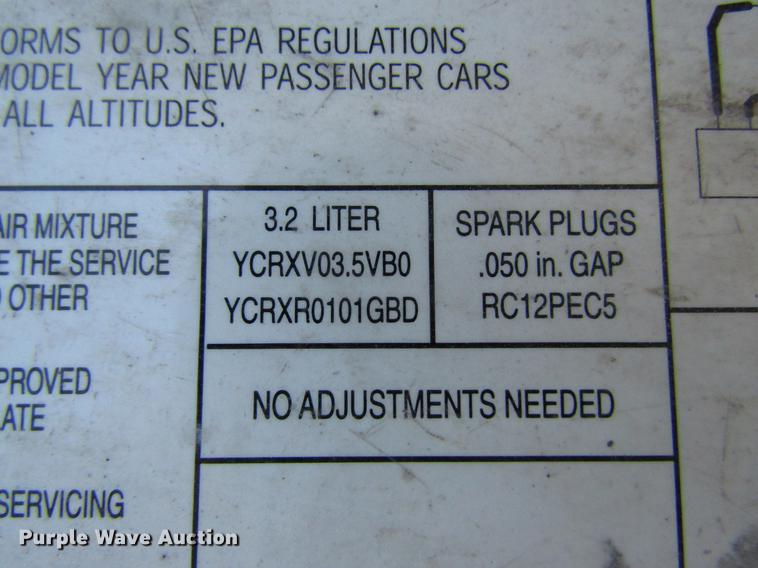 ORMS TO U.S. EPA REGULATIONS
MODEL YEAR NEW PASSENGER CARS
ALL ALTITUDES.
AIR MIXTURE
E THE SERVICE
OTHER
PROVED
ATE
SERVICING
3.2 LITER
YCRXV03.5VB0
YCRXR0101GBD
SPARK PLUGS
.050 in. GAP
RC12PEC5
NO ADJUSTMENTS NEEDED
Purple Wave Auction